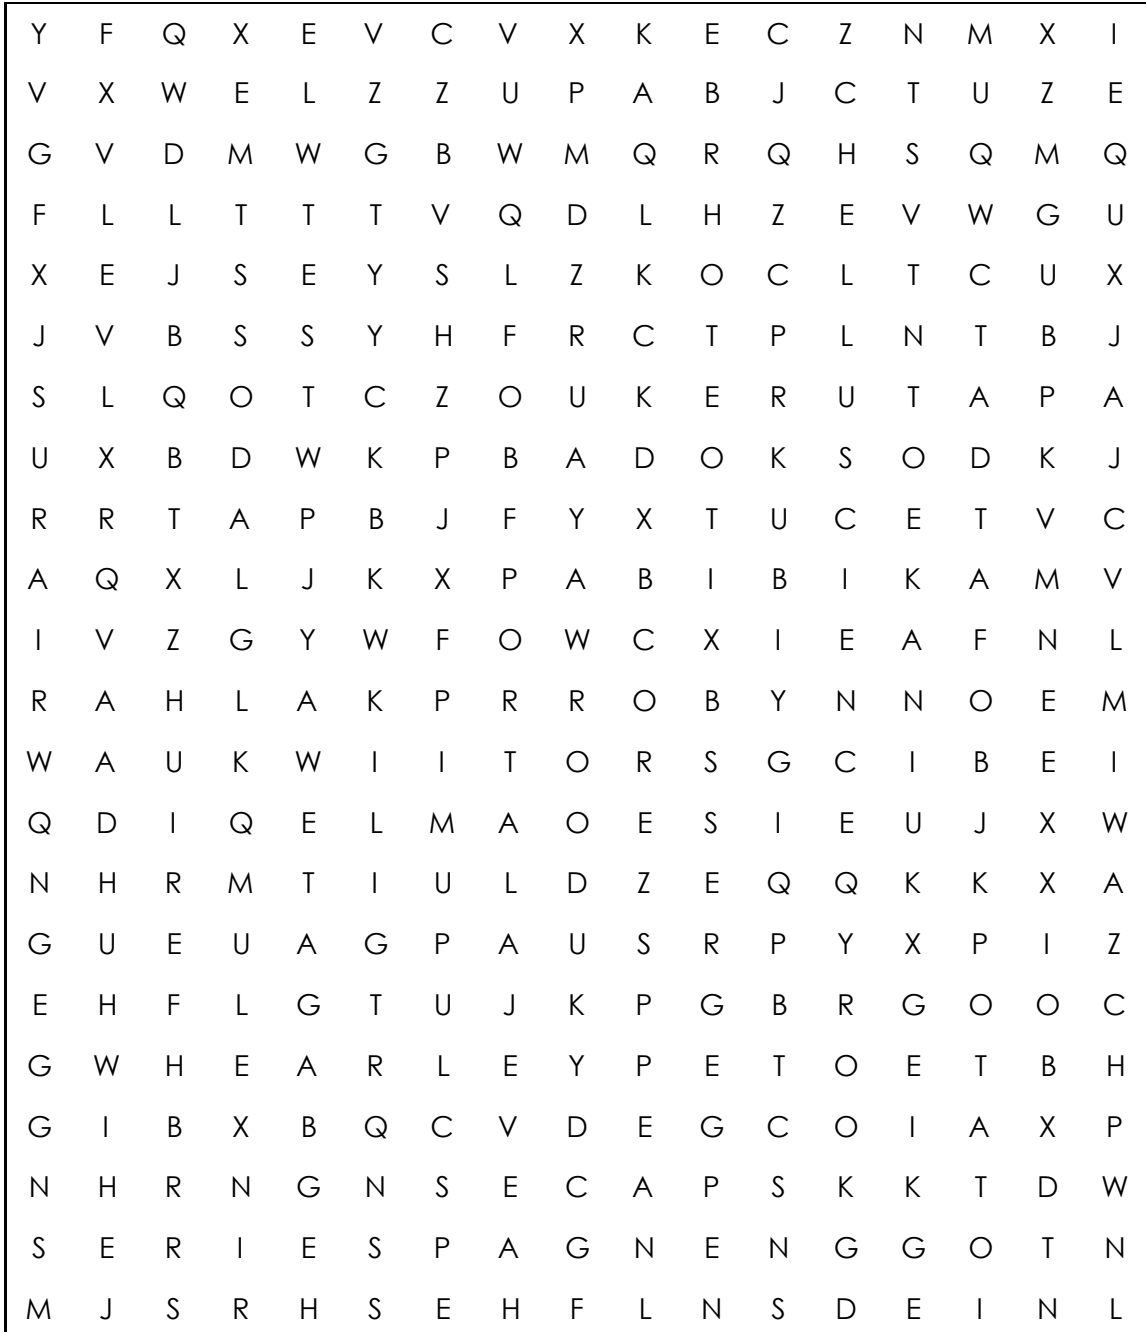 Y F Q X E V C V X K E C Z N M X I
V X W E L Z Z U P A B J C T U Z E
G V D M W G B W M Q R Q H S Q M Q
F L L T T T V Q D L H Z E V W G U
X E J S E Y S L Z K O C L T C U X
J V B S S Y H F R C T P L N T B J
S L Q O T C Z O U K E R U T A P A
U X B D W K P B A D O K S O D K J
R R T A P B J F Y X T U C E T V C
A Q X L J K X P A B I B I K A M V
I V Z G Y W F O W C X I E A F N L
R A H L A K P R R O B Y N N O E M
W A U K W I I T O R S G C I B E I
Q D I Q E L M A O E S I E U J X W
N H R M T I U L D Z E Q Q K K X A
G U E U A G P A U S R P Y X P I Z
E H F L G T U J K P G B R G O O C
G W H E A R L E Y P E T O E T B H
G I B X B Q C V D E G C O I A X P
N H R N G N S E C A P S K K T D W
S E R I E S P A G N E N G G O T N
M J S R H S E H F L N S D E I N L